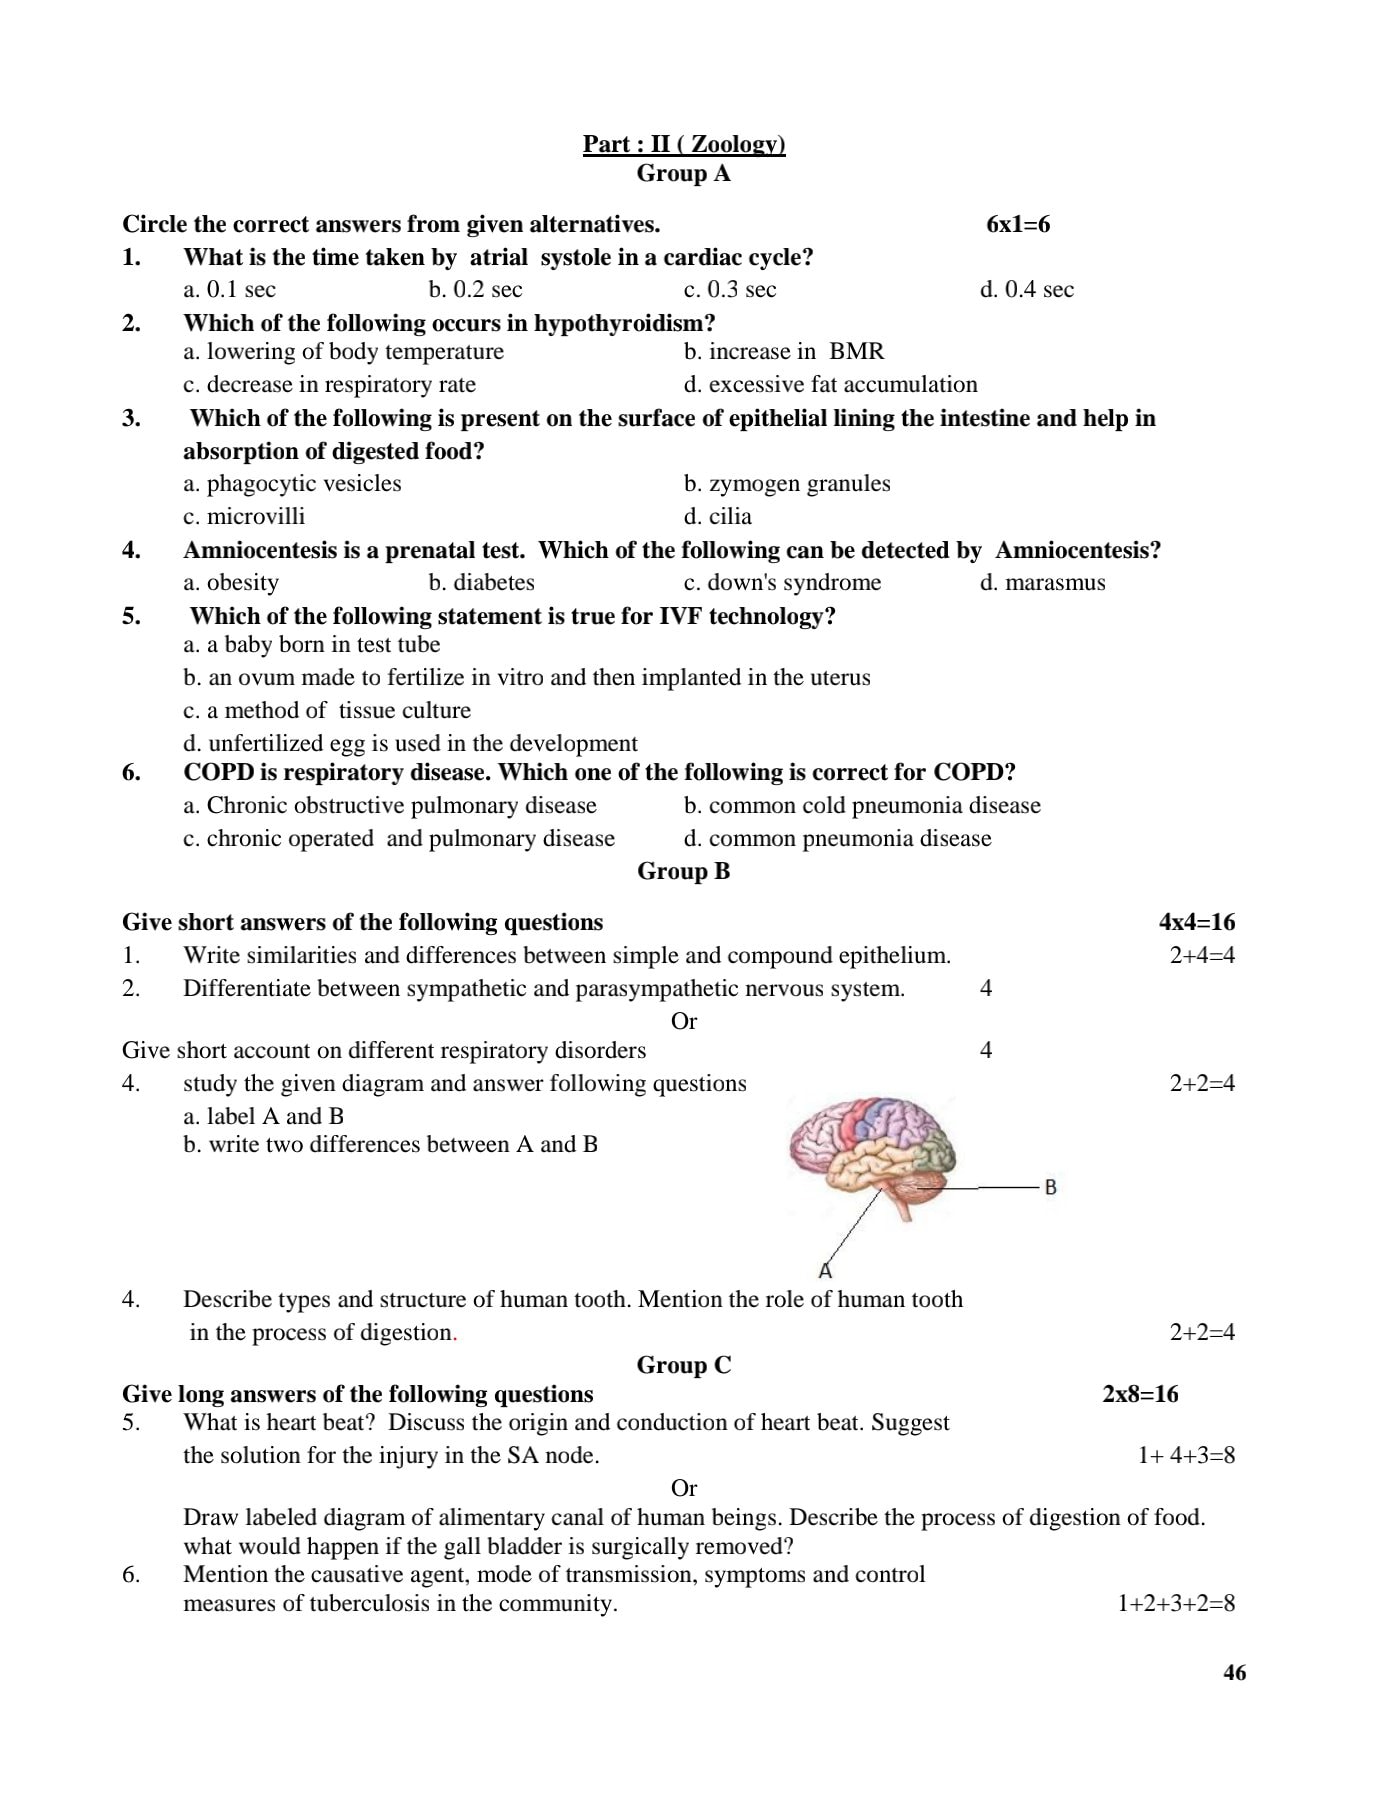 Part : II ( Zoology)
Group A
Circle the correct answers from given alternatives. 6x1=6
1. What is the time taken by atrial systole in a cardiac cycle?
a. 0.1 sec b. 0.2 sec c. 0.3 sec d. 0.4 sec
2. Which of the following occurs in hypothyroidism?
a. lowering of body temperature b. increase in BMR
c. decrease in respiratory rate d. excessive fat accumulation
3. Which of the following is present on the surface of epithelial lining the intestine and help in
absorption of digested food?
a. phagocytic vesicles b. zymogen granules
c. microvilli d. cilia
4. Amniocentesis is a prenatal test. Which of the following can be detected by Amniocentesis?
a. obesity b. diabetes c. down's syndrome d. marasmus
5. Which of the following statement is true for IVF technology?
a. a baby born in test tube
b. an ovum made to fertilize in vitro and then implanted in the uterus
c. a method of tissue culture
d. unfertilized egg is used in the development
6. COPD is respiratory disease. Which one of the following is correct for COPD?
a. Chronic obstructive pulmonary disease b. common cold pneumonia disease
c. chronic operated and pulmonary disease d. common pneumonia disease
Group B
Give short answers of the following questions 4x4=16
1. Write similarities and differences between simple and compound epithelium. 2+4=4
2. Differentiate between sympathetic and parasympathetic nervous system. 4
Or
Give short account on different respiratory disorders 4
4. study the given diagram and answer following questions 2+2=4
a. label A and B
b. write two differences between A and B
B
A
4. Describe types and structure of human tooth. Mention the role of human tooth
in the process of digestion. 2+2=4
Group C
Give long answers of the following questions 2x8=16
5. What is heart beat? Discuss the origin and conduction of heart beat. Suggest
the solution for the injury in the SA node. 1+ 4+3=8
Or
Draw labeled diagram of alimentary canal of human beings. Describe the process of digestion of food.
what would happen if the gall bladder is surgically removed?
6. Mention the causative agent, mode of transmission, symptoms and control
measures of tuberculosis in the community. 1+2+3+2=8
46